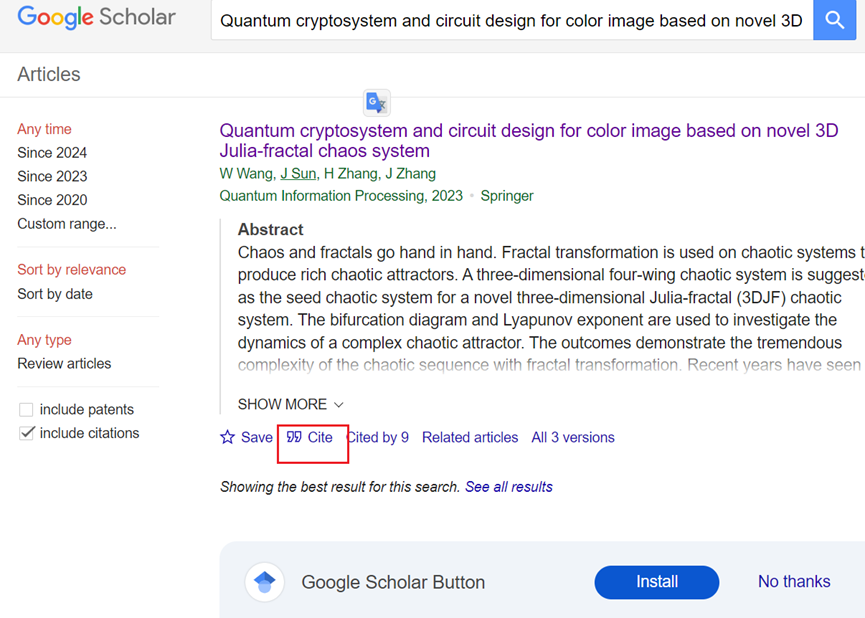 Google Scholar
Quantum cryptosystem and circuit design for color image based on novel 3D
Articles
Any time
Since 2024
Since 2023
Since 2020
Custom range...
Sort by relevance
Sort by date
Any type
Review articles
include patents
include citations
Quantum cryptosystem and circuit design for color image based on novel 3D
Julia-fractal chaos system
W Wang, J Sun, H Zhang, J Zhang
Quantum Information Processing, 2023 • Springer
Abstract
Chaos and fractals go hand in hand. Fractal transformation is used on chaotic systems t
produce rich chaotic attractors. A three-dimensional four-wing chaotic system is suggest
as the seed chaotic system for a novel three-dimensional Julia-fractal (3DJF) chaotic
system. The bifurcation diagram and Lyapunov exponent are used to investigate the
dynamics of a complex chaotic attractor. The outcomes demonstrate the tremendous
complexity of the chaotic sequence with fractal transformation. Recent years have seen
SHOW MORE
Save Cite Cited by 9 Related articles All 3 versions
Showing the best result for this search. See all results
Google Scholar Button Install No thanks